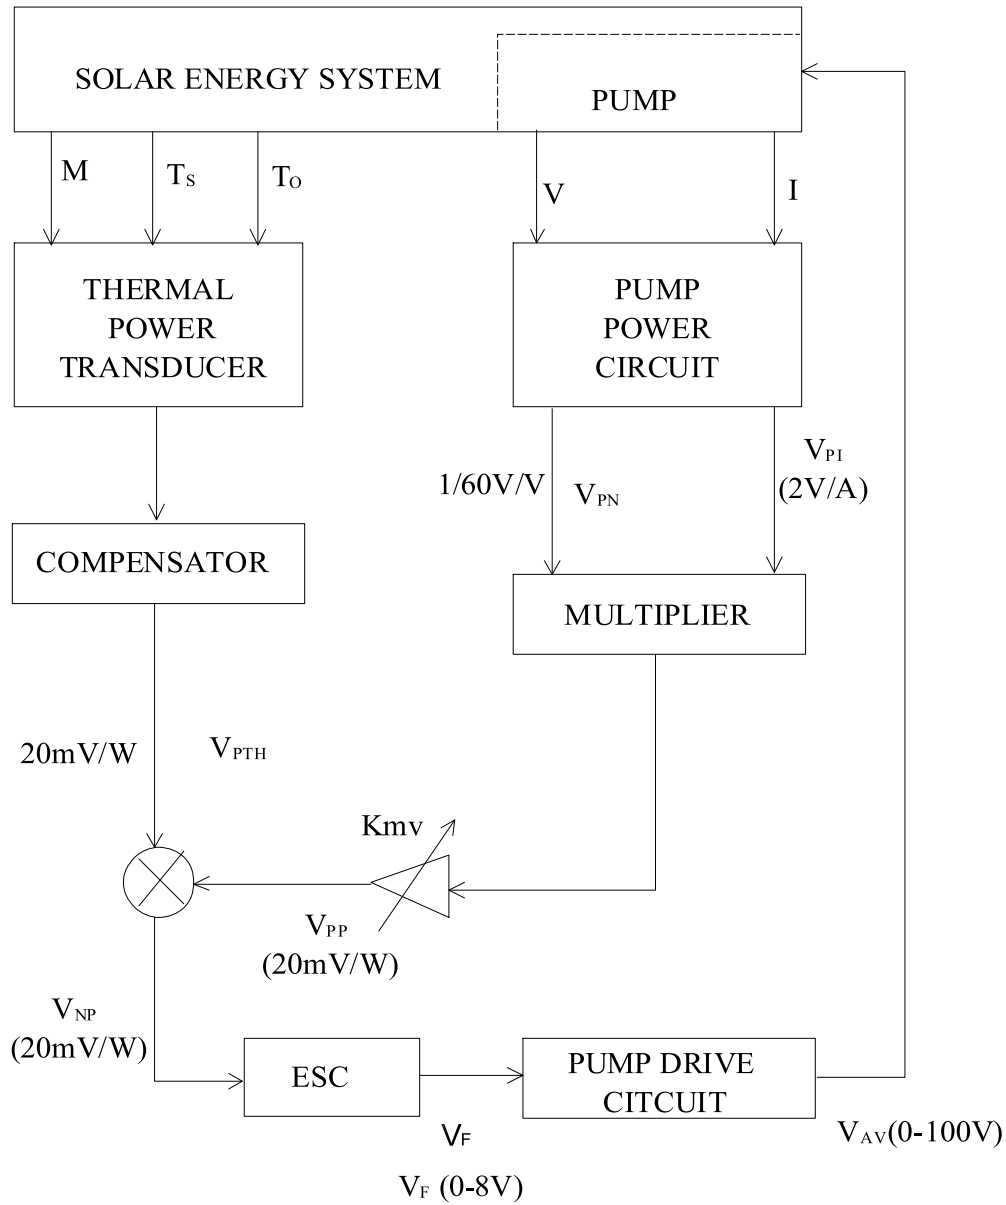 SOLAR ENERGY SYSTEM
PUMP
M
TS
TO
V
I
THERMAL
POWER
TRANSDUCER
PUMP
POWER
CIRCUIT
1/60V/V
VPN
VPI
(2V/A)
COMPENSATOR
MULTIPLIER
20mV/W
VPTH
Kmv
VPP
(20mV/W)
VNP
(20mV/W)
ESC
PUMP DRIVE
CITCUIT
VF
VAV(0-100V)
VF (0-8V)